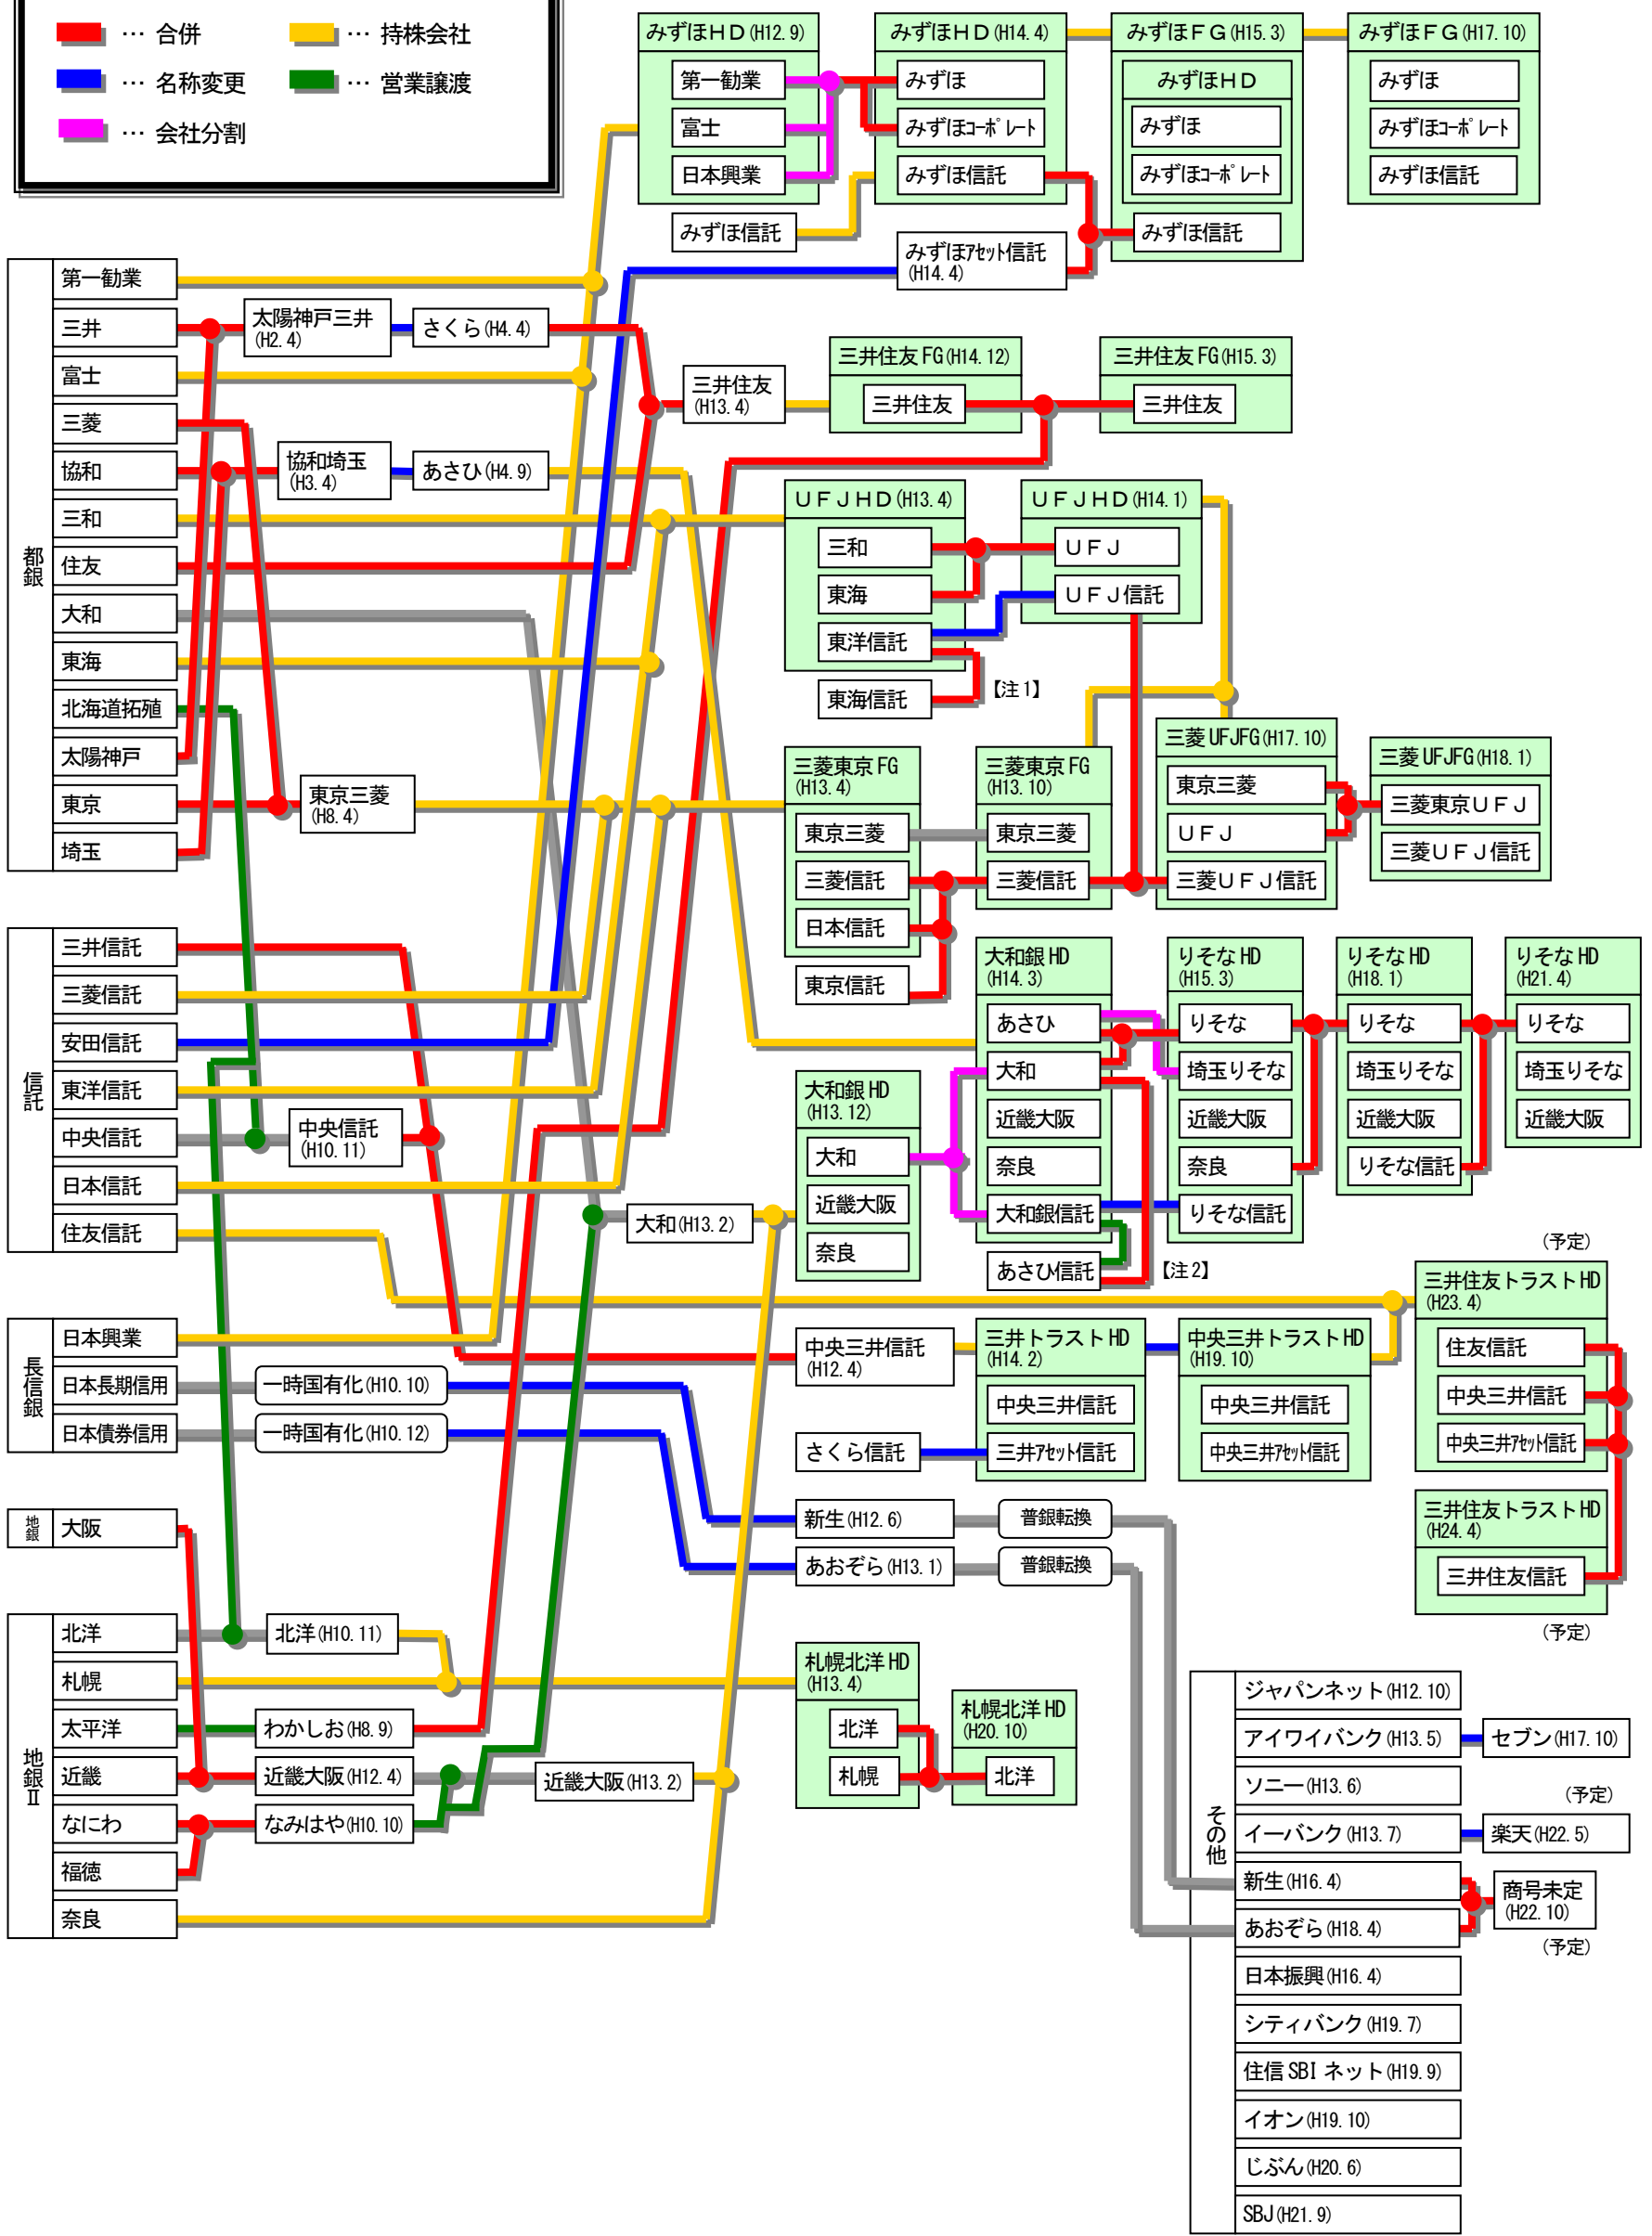 … 合併
… 持株会社
… 名称変更
… 営業譲渡
… 会社分割
みずほHD(H12.9)
第一勧業
富士
日本興業
みずほ信託
みずほHD(H14.4)
みずほ
みずほｺｰﾎﾟﾚｰﾄ
みずほ信託
みずほｱｾｯﾄ信託
(H14.4)
みずほFG(H15.3)
みずほHD
みずほ
みずほｺｰﾎﾟﾚｰﾄ
みずほ信託
みずほFG(H17.10)
みずほ
みずほｺｰﾎﾟﾚｰﾄ
みずほ信託
都銀
第一勧業
三井
富士
三菱
協和
三和
住友
大和
東海
北海道拓殖
太陽神戸
東京
埼玉
太陽神戸三井
(H2.4)
さくら(H4.4)
協和埼玉
(H3.4)
あさひ(H4.9)
東京三菱
(H8.4)
三井住友
(H13.4)
三井住友FG(H14.12)
三井住友
三井住友FG(H15.3)
三井住友
UFJHD(H13.4)
三和
東海
東洋信託
東海信託
【注1】
UFJHD(H14.1)
UFJ
UFJ信託
三菱東京FG
(H13.4)
東京三菱
三菱信託
日本信託
東京信託
三菱東京FG
(H13.10)
東京三菱
三菱信託
三菱UFJFG(H17.10)
東京三菱
UFJ
三菱UFJ信託
三菱UFJFG(H18.1)
三菱東京UFJ
三菱UFJ信託
信託
三井信託
三菱信託
安田信託
東洋信託
中央信託
日本信託
住友信託
中央信託
(H10.11)
大和(H13.2)
大和銀HD
(H13.12)
大和
近畿大阪
奈良
大和銀HD
(H14.3)
あさひ
大和
近畿大阪
奈良
大和銀信託
あさひ信託
【注2】
りそなHD
(H15.3)
りそな
埼玉りそな
近畿大阪
奈良
りそな信託
りそなHD
(H18.1)
りそな
埼玉りそな
近畿大阪
りそな信託
りそなHD
(H21.4)
りそな
埼玉りそな
近畿大阪
長信銀
日本興業
日本長期信用
日本債券信用
一時国有化(H10.10)
一時国有化(H10.12)
中央三井信託
(H12.4)
さくら信託
三井トラストHD
(H14.2)
中央三井信託
三井ｱｾｯﾄ信託
中央三井トラストHD
(H19.10)
中央三井信託
中央三井ｱｾｯﾄ信託
(予定)
三井住友トラストHD
(H23.4)
住友信託
中央三井信託
中央三井ｱｾｯﾄ信託
三井住友トラストHD
(H24.4)
三井住友信託
(予定)
新生(H12.6)
普銀転換
あおぞら(H13.1)
普銀転換
地銀
大阪
地銀Ⅱ
北洋
札幌
太平洋
近畿
なにわ
福徳
奈良
北洋(H10.11)
わかしお(H8.9)
近畿大阪(H12.4)
なみはや(H10.10)
近畿大阪(H13.2)
札幌北洋HD
(H13.4)
北洋
札幌
札幌北洋HD
(H20.10)
北洋
その他
ジャパンネット(H12.10)
アイワイバンク(H13.5)
セブン(H17.10)
ソニー(H13.6)
(予定)
イーバンク(H13.7)
楽天(H22.5)
新生(H16.4)
あおぞら(H18.4)
商号未定
(H22.10)
(予定)
日本振興(H16.4)
シティバンク(H19.7)
住信SBIネット(H19.9)
イオン(H19.10)
じぶん(H20.6)
SBJ(H21.9)